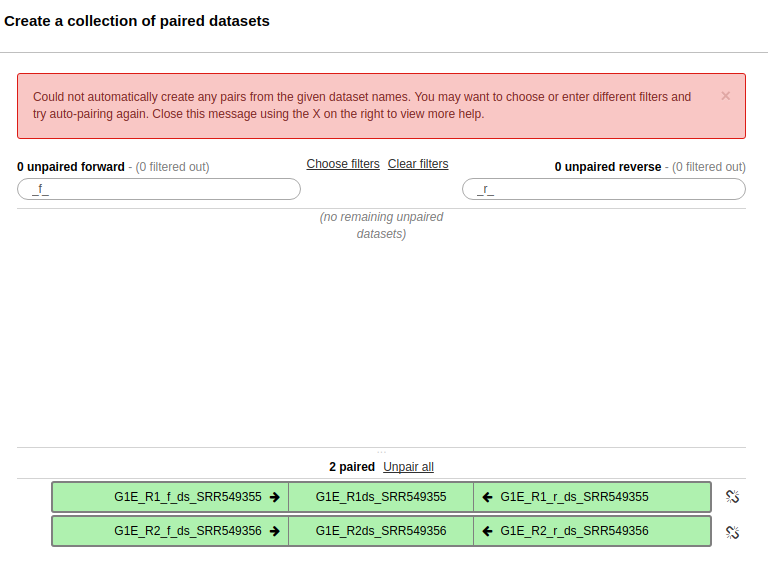 Create a collection of paired datasets
Could not automatically create any pairs from the given dataset names. You may want to choose or enter different filters and
try auto-pairing again. Close this message using the X on the right to view more help.
×
0 unpaired forward - (0 filtered out)
Choose filters Clear filters
0 unpaired reverse - (0 filtered out)
_f_
_r_
(no remaining unpaired
datasets)
...
2 paired Unpair all
G1E_R1_f_ds_SRR549355 → G1E_R1ds_SRR549355 ← G1E_R1_r_ds_SRR549355
G1E_R2_f_ds_SRR549356 → G1E_R2ds_SRR549356 ← G1E_R2_r_ds_SRR549356